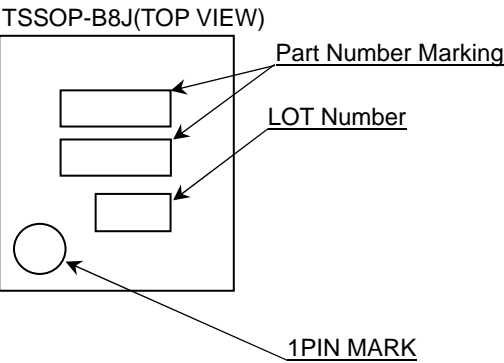 TSSOP-B8J(TOP VIEW)
Part Number Marking
LOT Number
1PIN MARK